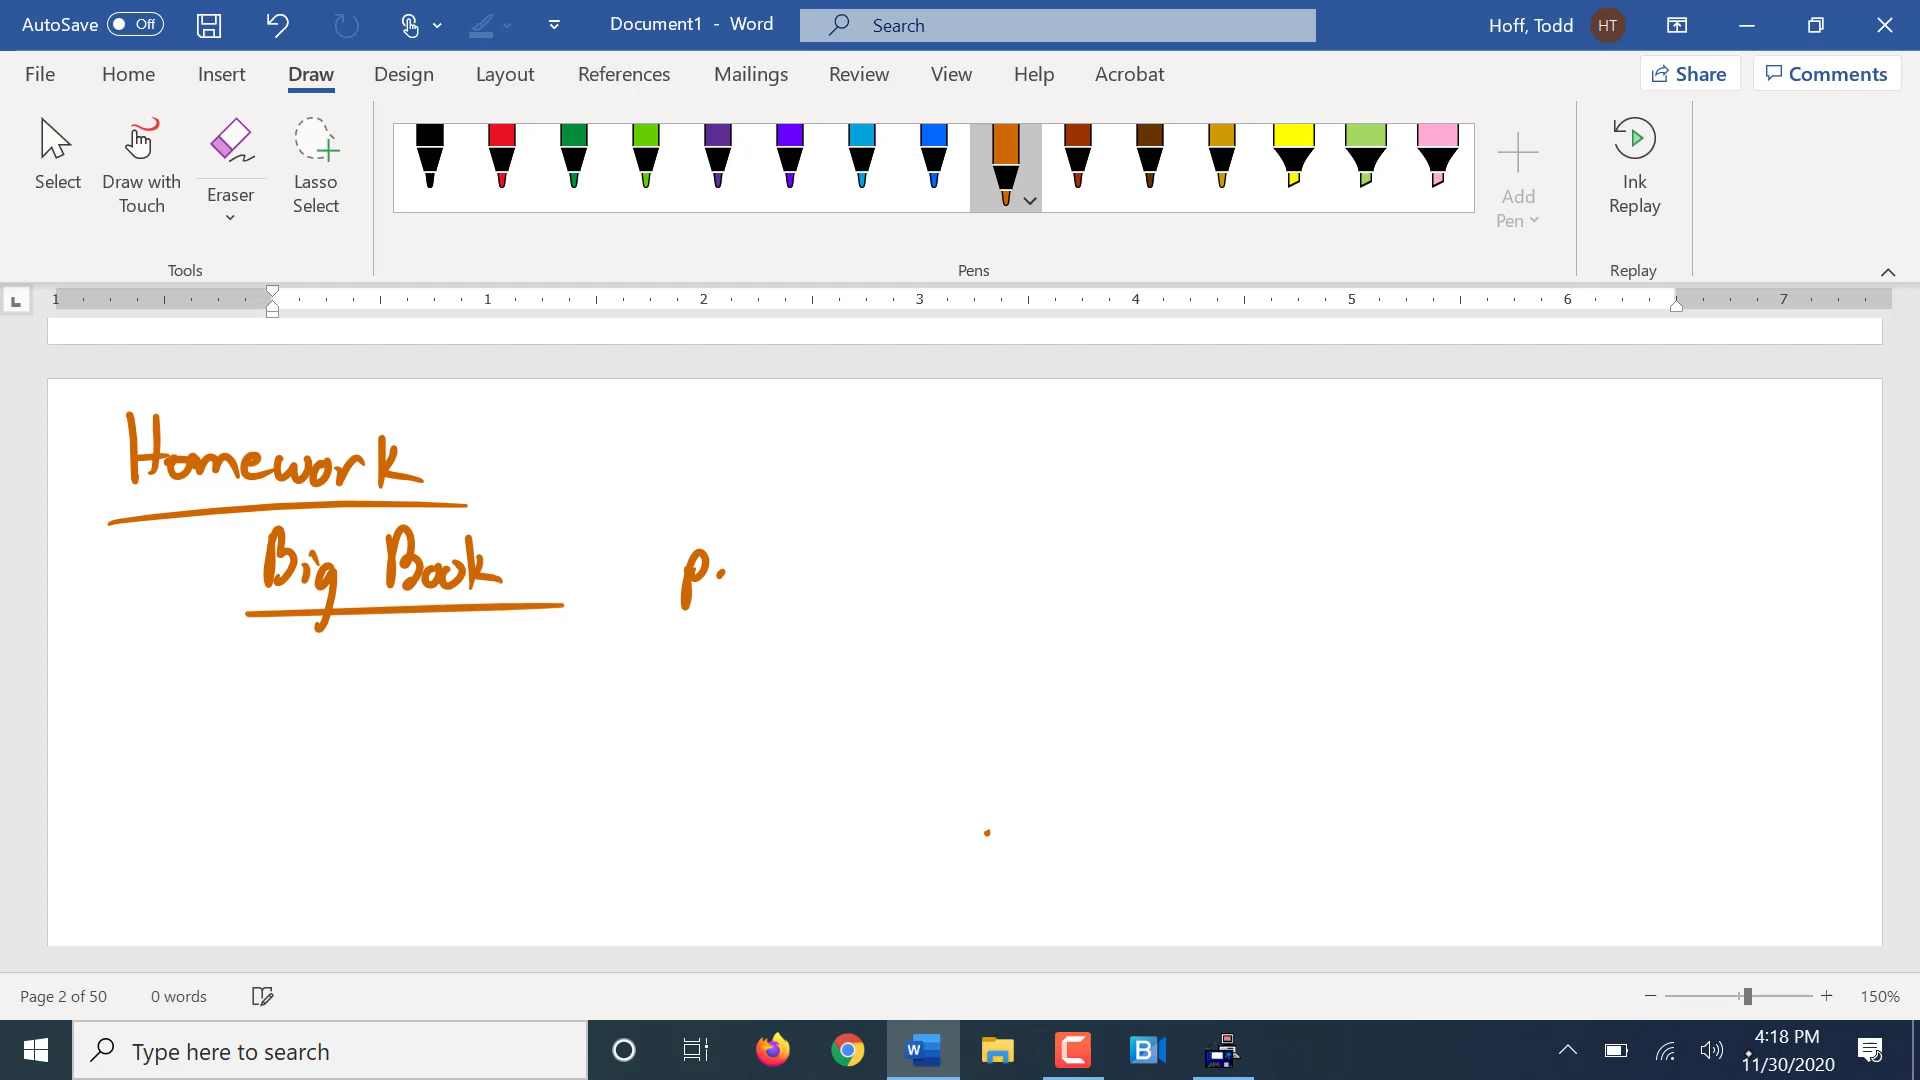 AutoSave Off Document1 - Word Search Hoff, Todd HT
File Home Insert Draw Design Layout References Mailings Review View Help Acrobat Share Comments
Select Draw with Touch Eraser Lasso Select Add Pen Ink Replay
Tools Pens Replay
1 1 2 3 4 5 6 7
Homework
Big Book p.
Page 2 of 50 0 words 150%
Type here to search 4:18 PM
11/30/2020